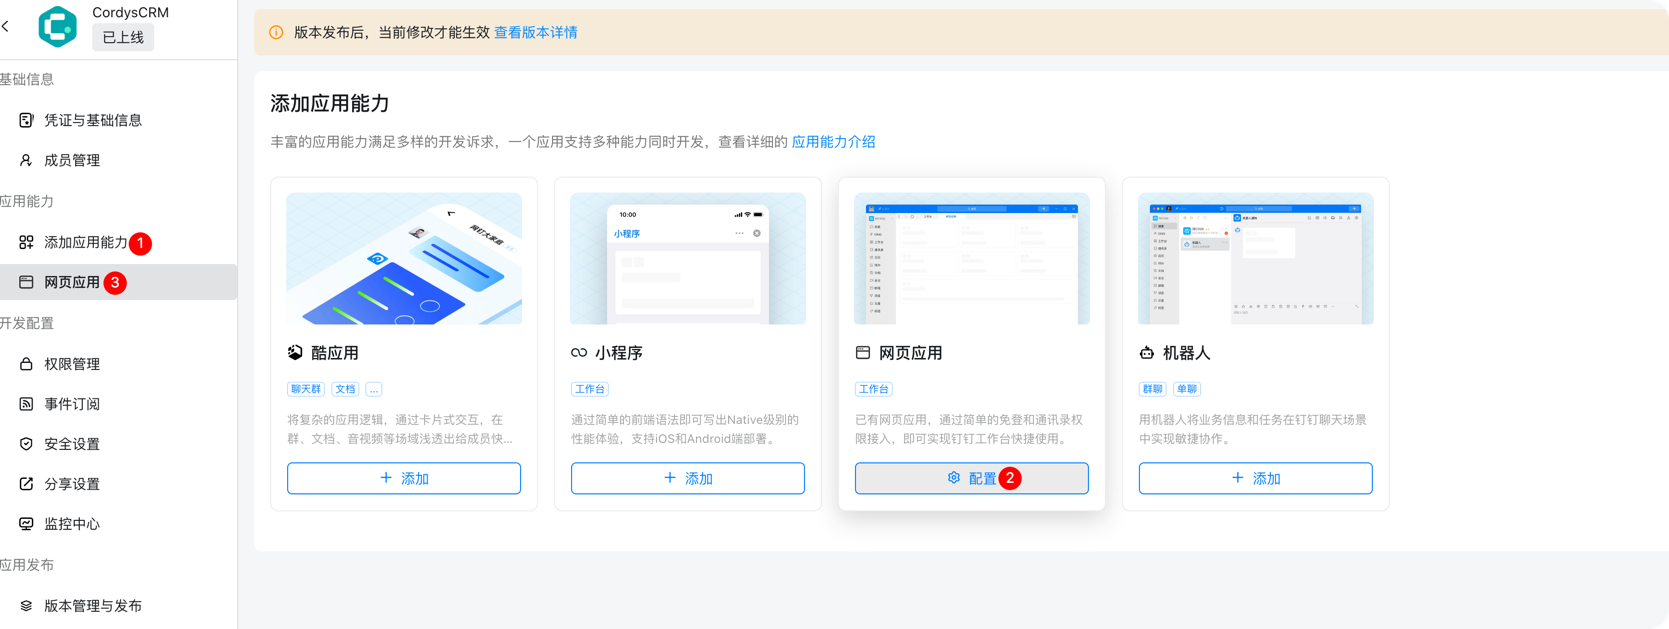 CordysCRM
已上线
基础信息
凭证与基础信息
成员管理
应用能力
添加应用能力 1
网页应用 3
开发配置
权限管理
事件订阅
安全设置
分享设置
监控中心
应用发布
版本管理与发布
版本发布后，当前修改才能生效 查看版本详情
添加应用能力
丰富的应用能力满足多样的开发诉求，一个应用支持多种能力同时开发，查看详细的 应用能力介绍
钉钉大家庭
酷应用
聊天群 文档 ...
将复杂的应用逻辑，通过卡片式交互，在
群、文档、音视频等场域浅透出给成员快...
+ 添加
10:00
小程序
小程序
工作台
通过简单的前端语法即可写出Native级别的
性能体验，支持iOS和Android端部署。
+ 添加
网页应用
工作台
已有网页应用，通过简单的免登和通讯录权
限接入，即可实现钉钉工作台快捷使用。
配置 2
机器人
群聊 单聊
用机器人将业务信息和任务在钉钉聊天场景
中实现敏捷协作。
+ 添加